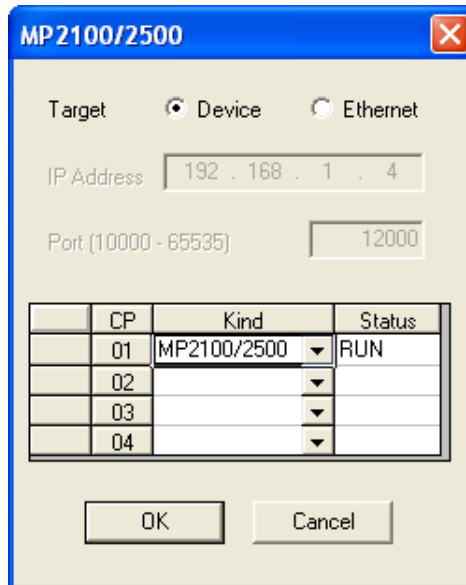 MP2100/2500
Target Device Ethernet
IP Address 192 . 168 . 1 . 4
Port (10000 - 65535) 12000
CP Kind Status
01 MP2100/2500 RUN
02
03
04
OK Cancel